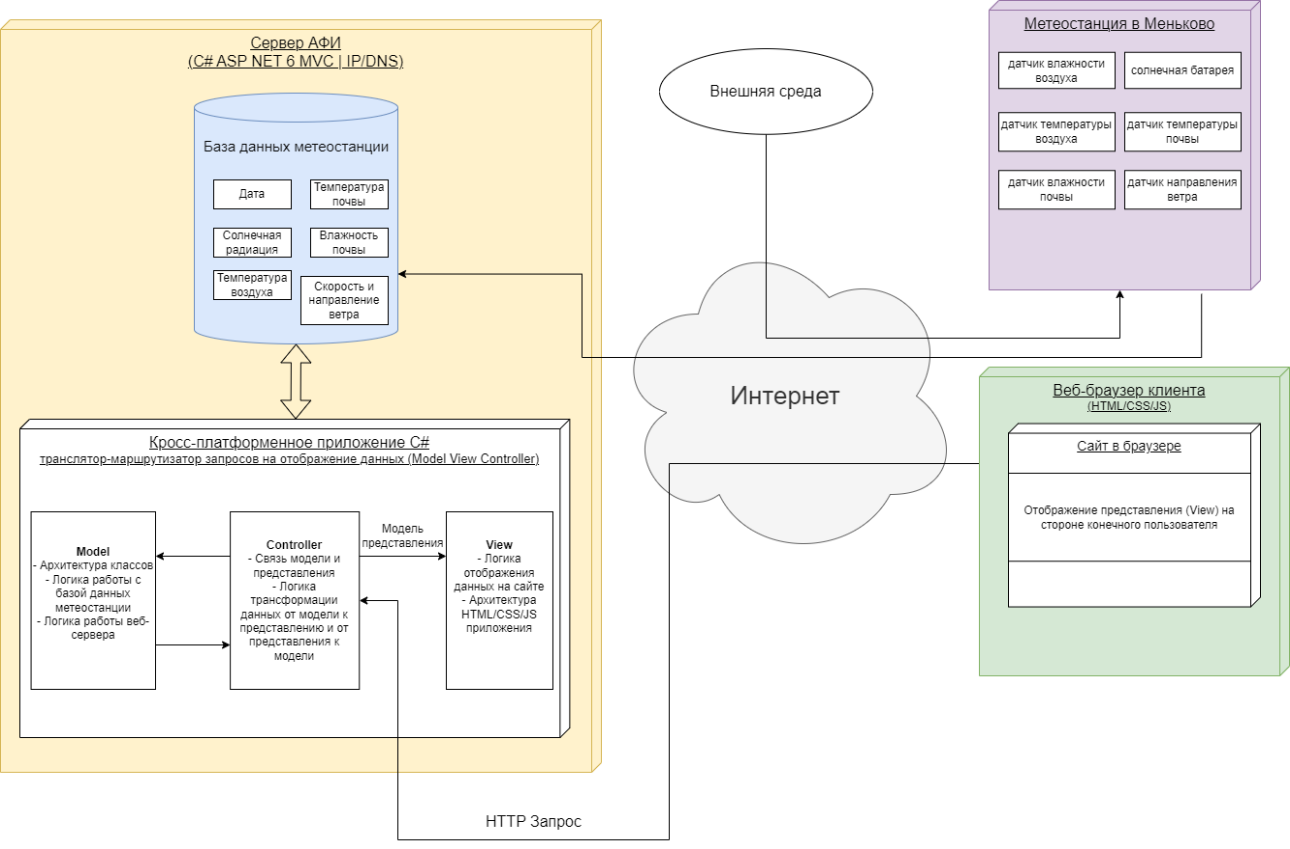 Сервер АФИ
(C# ASP NET 6 MVC | IP/DNS)
База данных метеостанции
Дата
Температура
почвы
Солнечная
радиация
Влажность
почвы
Температура
воздуха
Скорость и
направление
ветра
Кросс-платформенное приложение C#
транслятор-маршрутизатор запросов на отображение данных (Model View Controller)
Model
- Архитектура классов
- Логика работы с
базой данных
метеостанции
- Логика работы веб-
сервера
Controller
- Связь модели и
представления
- Логика
трансформации
данных от модели к
представлению и от
представления к
модели
Модель
представления
View
- Логика
отображения
данных на сайте
- Архитектура
HTML/CSS/JS
приложения
HTTP Запрос
Внешняя среда
Интернет
Метеостанция в Меньково
датчик влажности
воздуха
солнечная батарея
датчик температуры
воздуха
датчик температуры
почвы
датчик влажности
почвы
датчик направления
ветра
Веб-браузер клиента
(HTML/CSS/JS)
Сайт в браузере
Отображение представления (View) на
стороне конечного пользователя